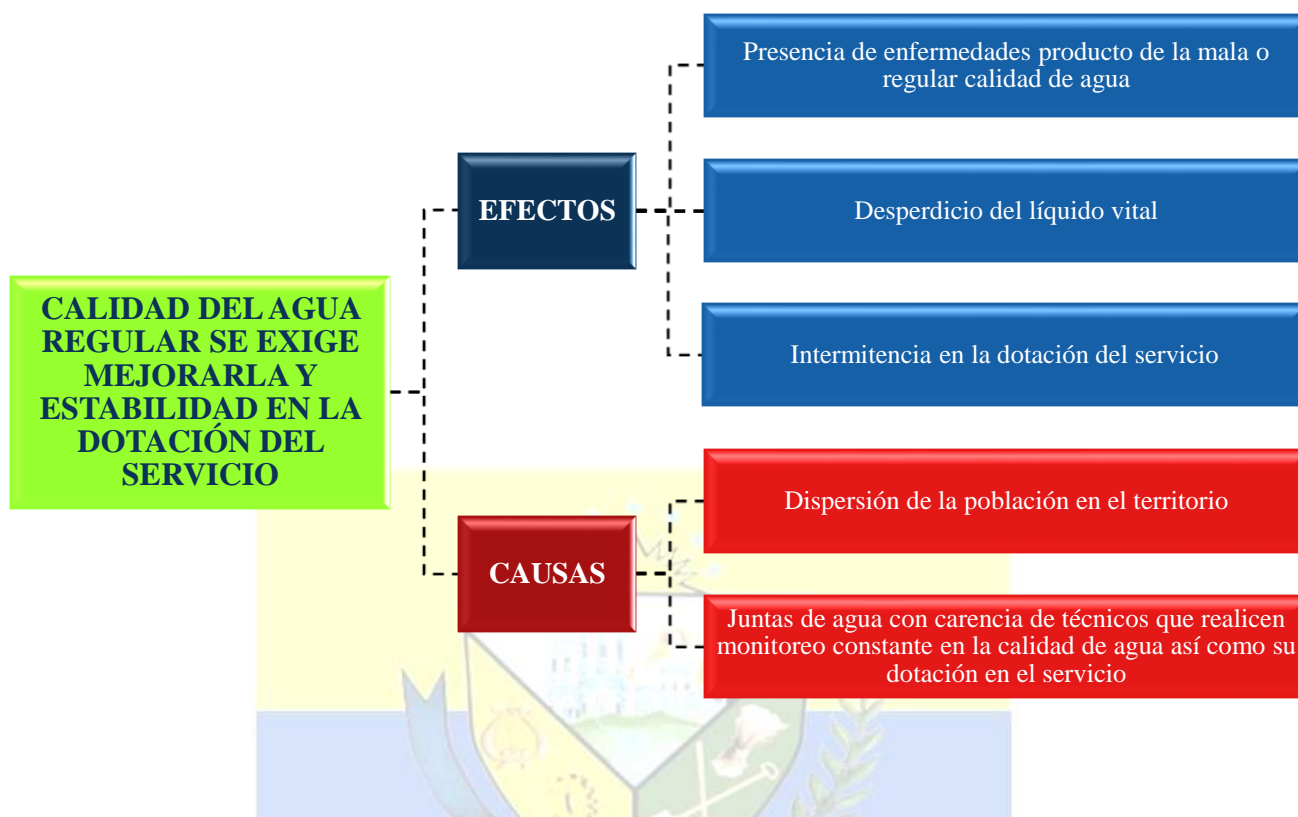 CALIDAD DEL AGUA
REGULAR SE EXIGE
MEJORARLA Y
ESTABILIDAD EN LA
DOTACIÓN DEL
SERVICIO
EFECTOS
Presencia de enfermedades producto de la mala o
regular calidad de agua
Desperdicio del líquido vital
Intermitencia en la dotación del servicio
CAUSAS
Dispersión de la población en el territorio
Juntas de agua con carencia de técnicos que realicen
monitoreo constante en la calidad de agua así como su
dotación en el servicio